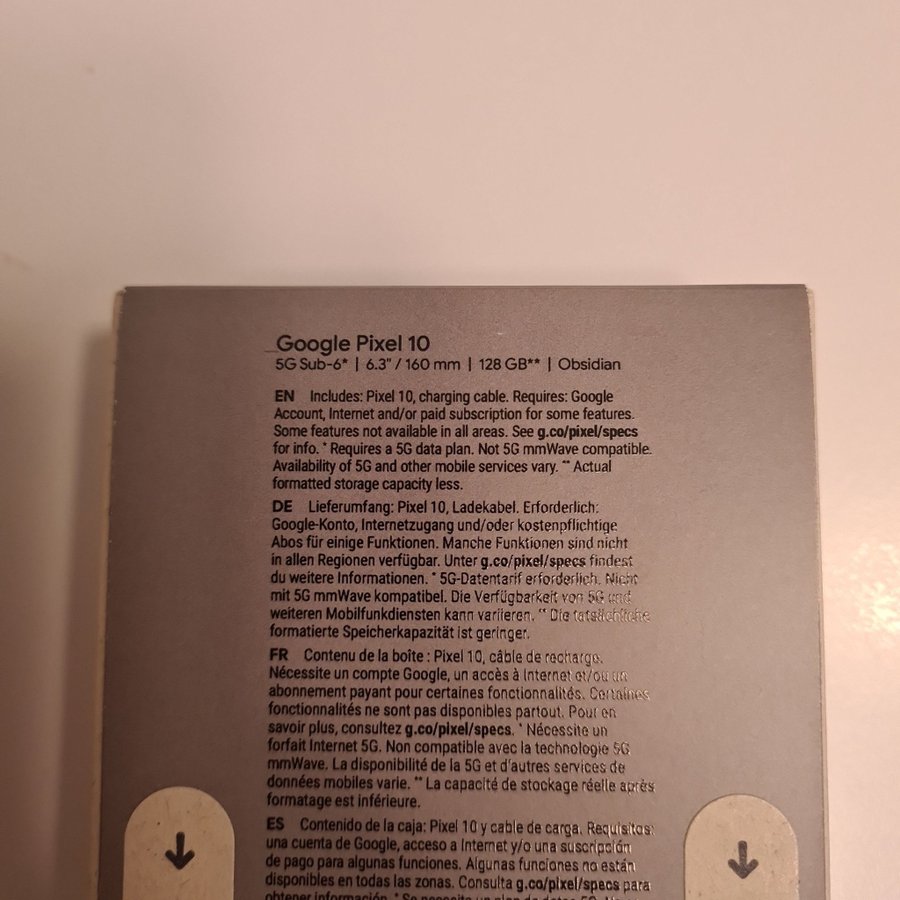 Google Pixel 10
5G Sub-6* | 6.3" / 160 mm | 128 GB** | Obsidian
EN Includes: Pixel 10, charging cable. Requires: Google
Account, Internet and/or paid subscription for some features.
Some features not available in all areas. See g.co/pixel/specs
for info. * Requires a 5G data plan. Not 5G mmWave compatible.
Availability of 5G and other mobile services vary. ** Actual
formatted storage capacity less.
DE Lieferumfang: Pixel 10, Ladekabel. Erforderlich:
Google-Konto, Internetzugang und/oder kostenpflichtige
Abos für einige Funktionen. Manche Funktionen sind nicht
in allen Regionen verfügbar. Unter g.co/pixel/specs findest
du weitere Informationen. * 5G-Datentarif erforderlich. Nicht
mit 5G mmWave kompatibel. Die Verfügbarkeit von 5G und
weiteren Mobilfunkdiensten kann variieren. ** Die tatsächliche
formatierte Speicherkapazität ist geringer.
FR Contenu de la boîte : Pixel 10, câble de recharge.
Nécessite un compte Google, un accès à Internet et/ou un
abonnement payant pour certaines fonctionnalités. Certaines
fonctionnalités ne sont pas disponibles partout. Pour en
savoir plus, consultez g.co/pixel/specs. * Nécessite un
forfait Internet 5G. Non compatible avec la technologie 5G
mmWave. La disponibilité de la 5G et d'autres services de
données mobiles varie. ** La capacité de stockage réelle après
formatage est inférieure.
ES Contenido de la caja: Pixel 10 y cable de carga. Requisitos:
una cuenta de Google, acceso a Internet y/o una suscripción
de pago para algunas funciones. Algunas funciones no están
disponibles en todas las zonas. Consulta g.co/pixel/specs para
obtener información. * Se necesita un plan de datos 5G. No